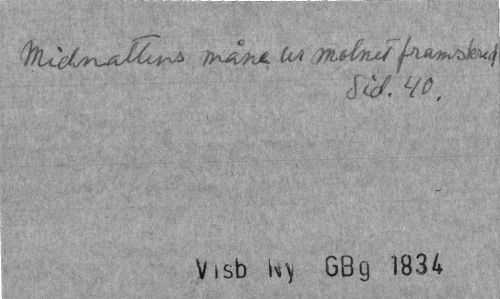 Midnattens måne ur molnet framskred
Sid. 40.
Visb Ny GBg 1834